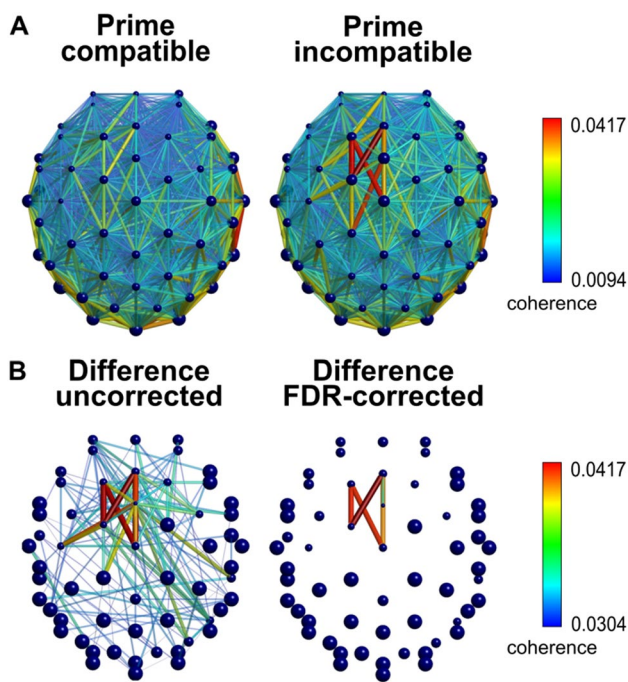 A
Prime
compatible
Prime
incompatible
0.0417
0.0094
coherence
B
Difference
uncorrected
Difference
FDR-corrected
0.0417
0.0304
coherence